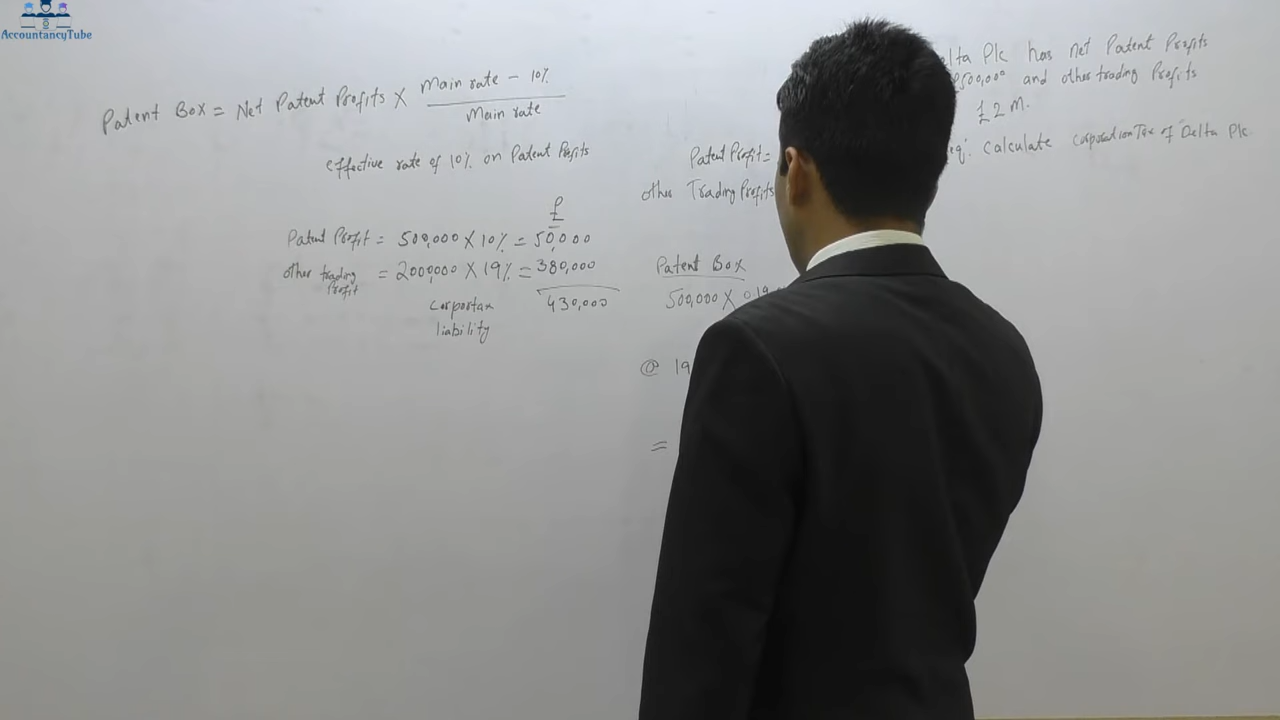 AccountancyTube
Patent Box = Net Patent Profits X Main rate - 10%
Main rate
effective rate of 10% on Patent Profits
£
Patent Profit = 500,000 X 10% = 50,000
other trading Profit = 2000,000 X 19% = 380,000
corportax 430,000
liability
Plc has net Patent Profits
and other trading Profits
£2 m.
Calculate corporation Tax of Delta Plc.
Patent Profit =
other Trading Profits
Patent Box
500,000 X 0.19
@ 19
=